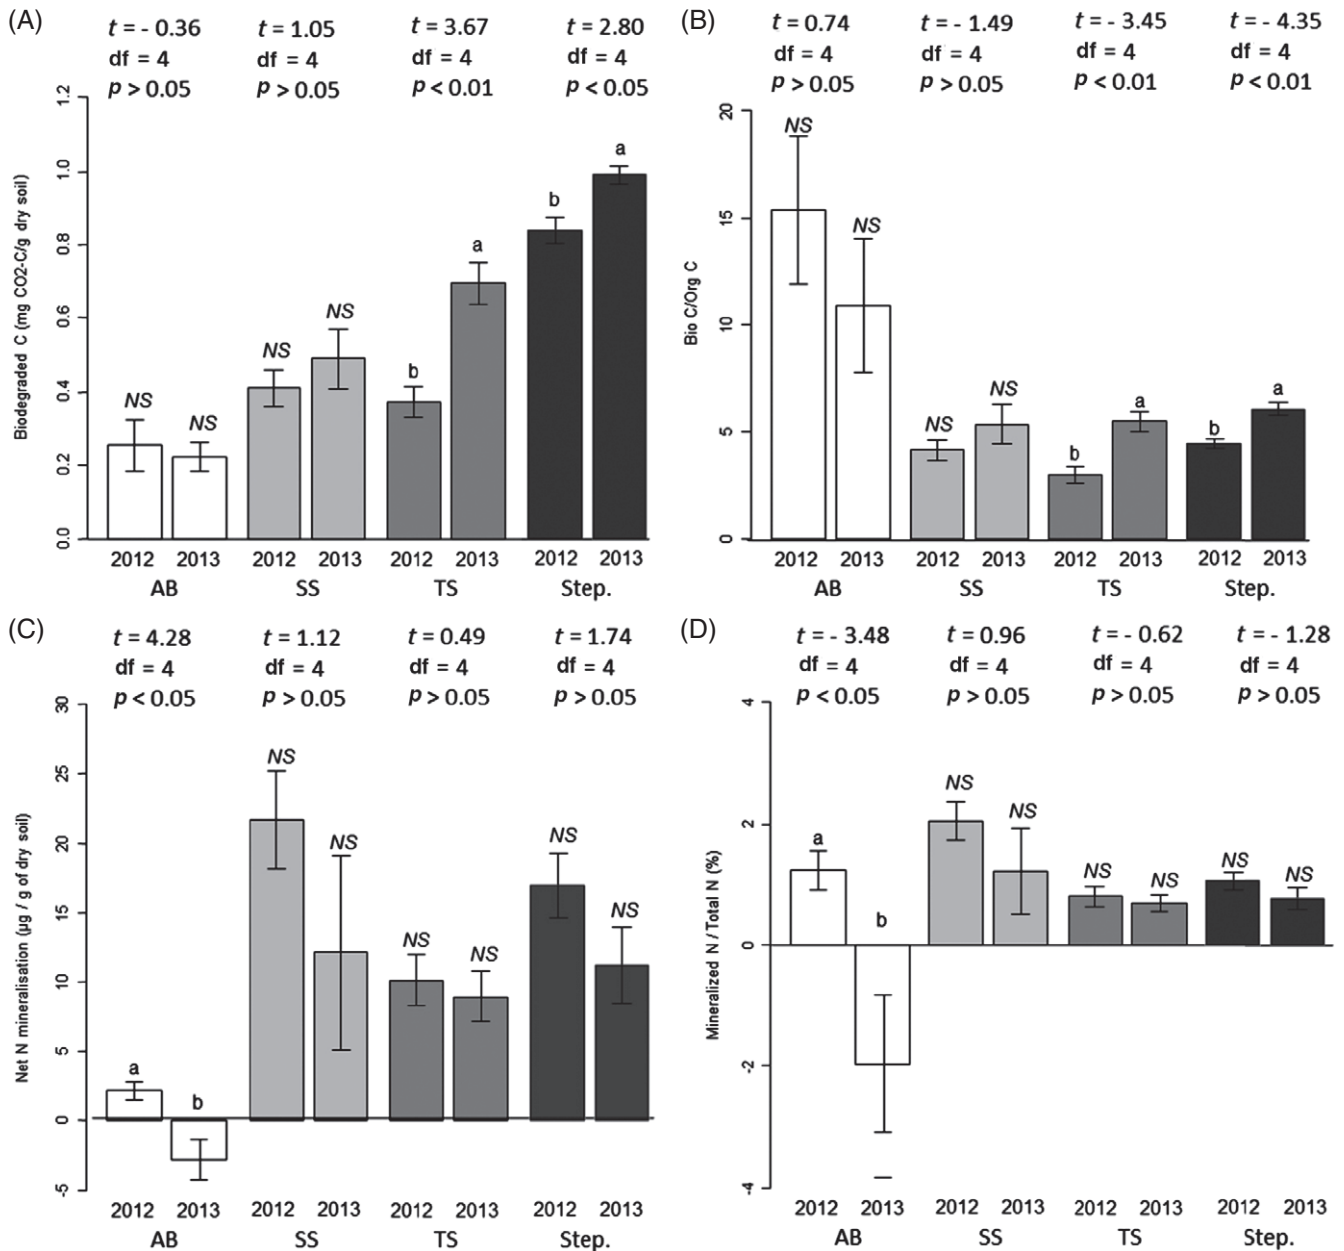 (A)
t = - 0.36 t = 1.05 t = 3.67 t = 2.80
df = 4 df = 4 df = 4 df = 4
p > 0.05 p > 0.05 p < 0.01 p < 0.05
Biodegraded C (mg CO2-C/g dry soil)
1.2
1.0
0.8
0.6
0.4
0.2
0.0
NS NS NS NS b a b a
2012 2013 2012 2013 2012 2013 2012 2013
AB SS TS Step.
(B)
t = 0.74 t = - 1.49 t = - 3.45 t = - 4.35
df = 4 df = 4 df = 4 df = 4
p > 0.05 p > 0.05 p < 0.01 p < 0.01
Bio C/Org C
20
15
10
5
0
NS NS NS NS b a b a
2012 2013 2012 2013 2012 2013 2012 2013
AB SS TS Step.
(C)
t = 4.28 t = 1.12 t = 0.49 t = 1.74
df = 4 df = 4 df = 4 df = 4
p < 0.05 p > 0.05 p > 0.05 p > 0.05
Net N mineralisation (µg / g of dry soil)
30
25
20
15
10
5
0
-5
a b NS NS NS NS NS NS
2012 2013 2012 2013 2012 2013 2012 2013
AB SS TS Step.
(D)
t = - 3.48 t = 0.96 t = - 0.62 t = - 1.28
df = 4 df = 4 df = 4 df = 4
p < 0.05 p > 0.05 p > 0.05 p > 0.05
Mineralized N / Total N (%)
4
2
0
-2
-4
a b NS NS NS NS NS NS
2012 2013 2012 2013 2012 2013 2012 2013
AB SS TS Step.